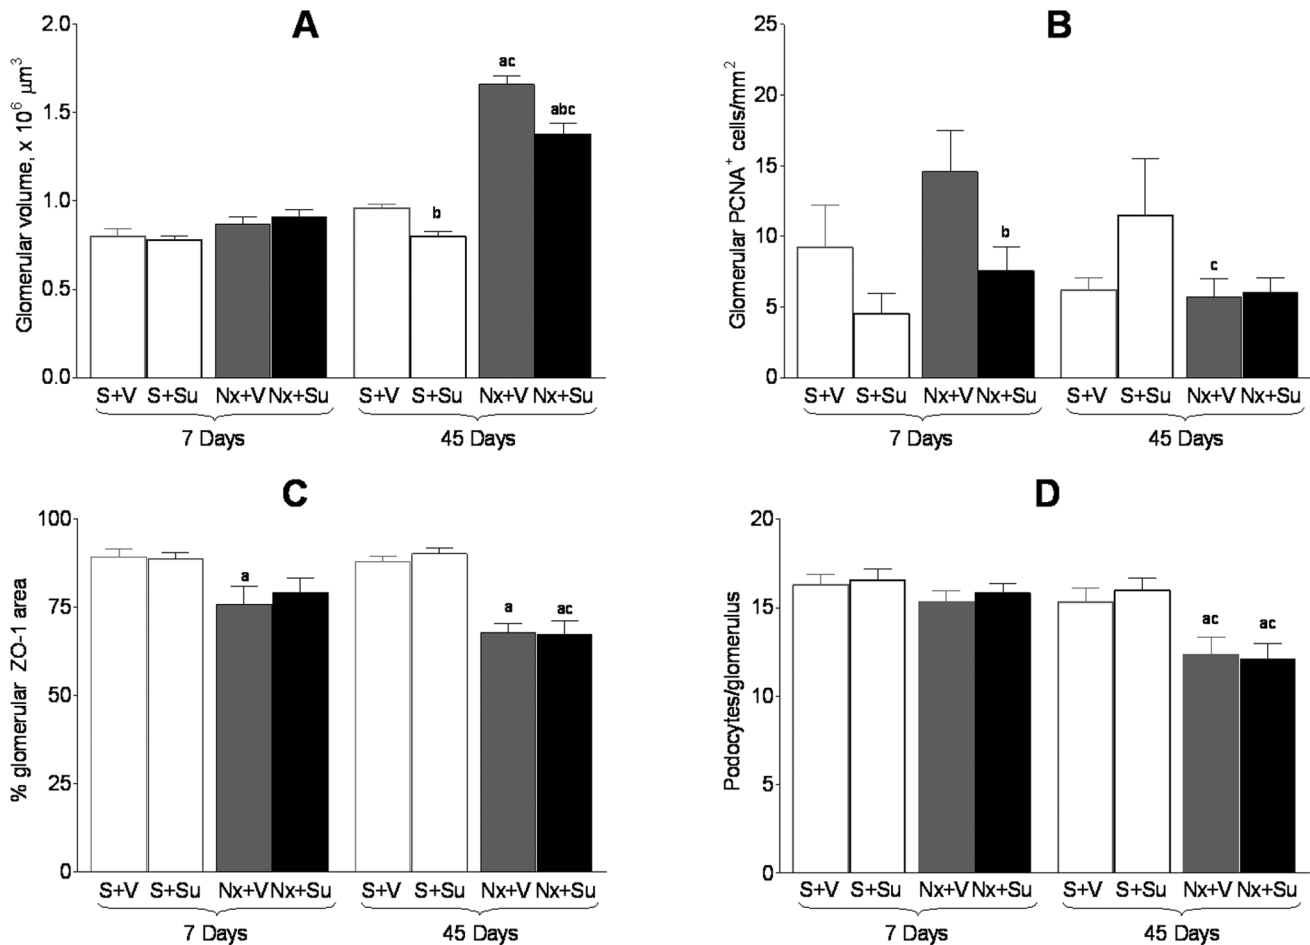 A
Glomerular volume, x 10⁶ μm³
2.0
1.5
1.0
0.5
0.0
ac
abc
b
S+V S+Su Nx+V Nx+Su S+V S+Su Nx+V Nx+Su
7 Days 45 Days
B
Glomerular PCNA⁺ cells/mm²
25
20
15
10
5
0
b
c
S+V S+Su Nx+V Nx+Su S+V S+Su Nx+V Nx+Su
7 Days 45 Days
C
% glomerular ZO-1 area
100
75
50
25
0
a
a ac
S+V S+Su Nx+V Nx+Su S+V S+Su Nx+V Nx+Su
7 Days 45 Days
D
Podocytes/glomerulus
20
15
10
5
0
ac ac
S+V S+Su Nx+V Nx+Su S+V S+Su Nx+V Nx+Su
7 Days 45 Days